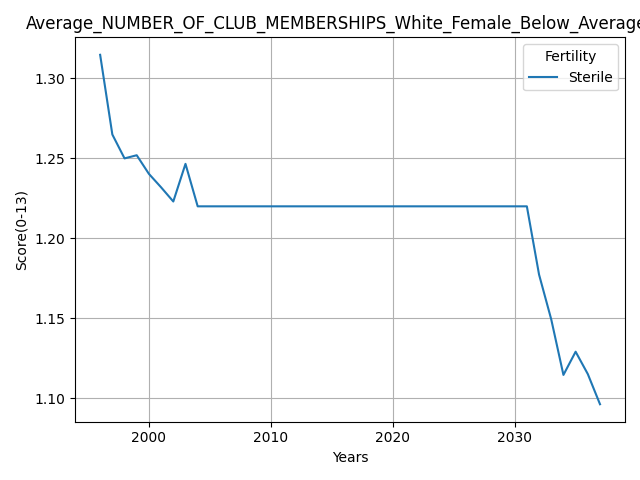 Average_NUMBER_OF_CLUB_MEMBERSHIPS_White_Female_Below_Average
Fertility
Sterile
Score(0-13)
1.30
1.25
1.20
1.15
1.10
2000 2010 2020 2030
Years